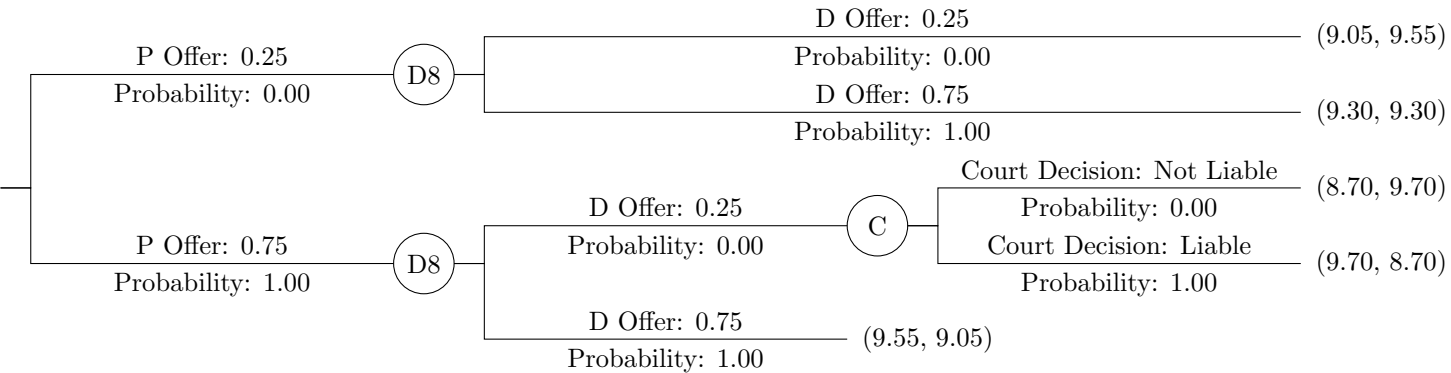 D Offer: 0.25
(9.05, 9.55)
P Offer: 0.25
Probability: 0.00
D8
Probability: 0.00
D Offer: 0.75
(9.30, 9.30)
Probability: 1.00
Court Decision: Not Liable
(8.70, 9.70)
D Offer: 0.25
Probability: 0.00
C
P Offer: 0.75
Probability: 0.00
Court Decision: Liable
(9.70, 8.70)
D8
Probability: 1.00
Probability: 1.00
D Offer: 0.75
(9.55, 9.05)
Probability: 1.00